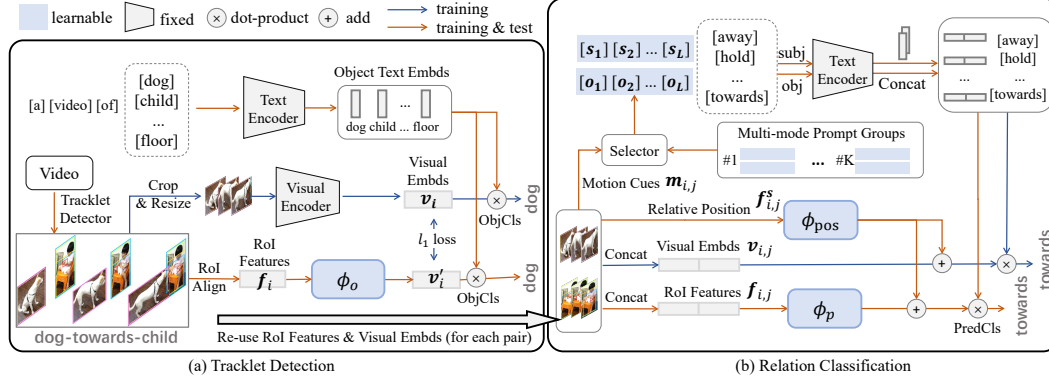 learnable fixed × dot-product + add training
training & test
[a] [video] [of]
[dog]
[child]
...
[floor]
Text
Encoder
Object Text Embds
...
dog child ... floor
Video
Tracklet
Detector
Crop
& Resize
Visual
Encoder
Visual
Embds
v_i
×
ObjCls
dog
l_1 loss
RoI
Align
RoI
Features
f_i
ϕ_o
v'_i
×
ObjCls
dog
dog-towards-child
Re-use RoI Features & Visual Embds (for each pair)
(a) Tracklet Detection
[s_1] [s_2] ... [s_L]
[o_1] [o_2] ... [o_L]
[away]
[hold]
...
[towards]
subj
obj
Text
Encoder
Concat
[away]
[hold]
... ...
[towards]
Selector
Multi-mode Prompt Groups
#1 ... #K
Motion Cues m_{i,j}
Relative Position f^s_{i,j}
ϕ_pos
Concat
Visual Embds v_{i,j}
+
×
towards
Concat
RoI Features f_{i,j}
ϕ_p
+
×
PredCls
towards
(b) Relation Classification